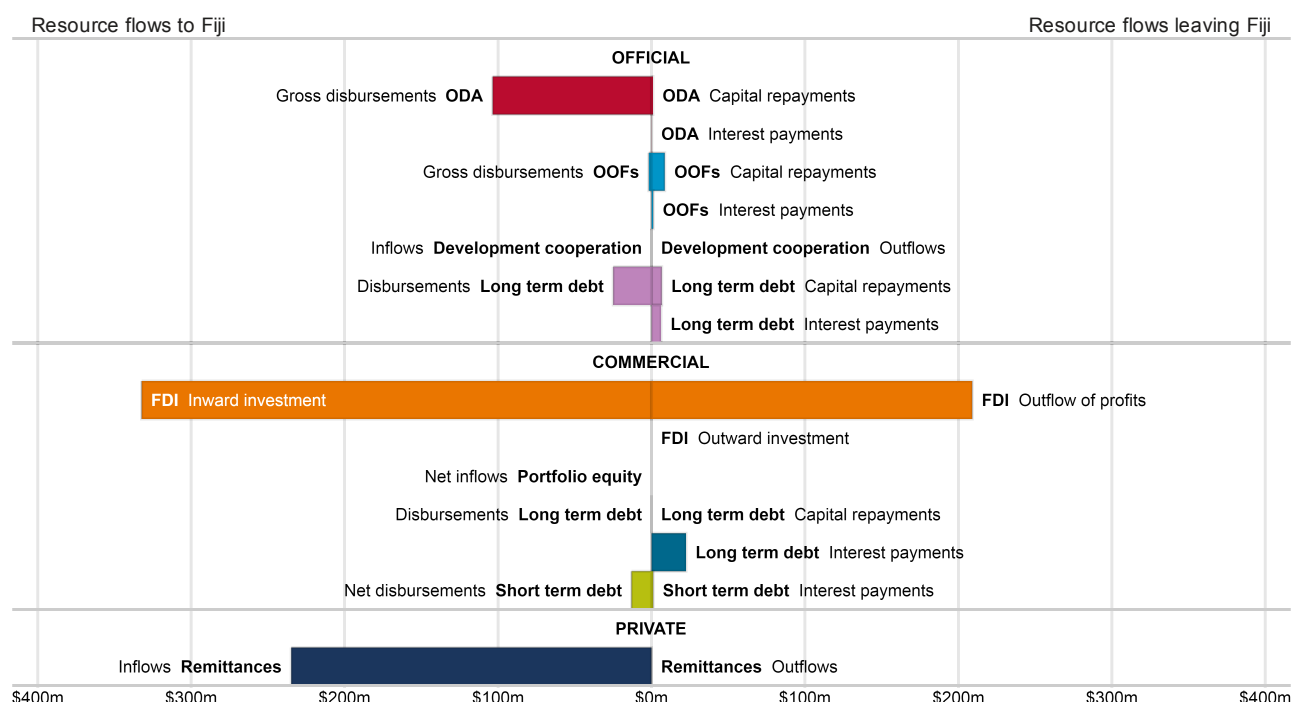 Resource flows to Fiji Resource flows leaving Fiji
OFFICIAL
Gross disbursements ODA ODA Capital repayments
ODA Interest payments
Gross disbursements OOFs OOFs Capital repayments
OOFs Interest payments
Inflows Development cooperation Development cooperation Outflows
Disbursements Long term debt Long term debt Capital repayments
Long term debt Interest payments
COMMERCIAL
FDI Inward investment FDI Outflow of profits
FDI Outward investment
Net inflows Portfolio equity
Disbursements Long term debt Long term debt Capital repayments
Long term debt Interest payments
Net disbursements Short term debt Short term debt Interest payments
PRIVATE
Inflows Remittances Remittances Outflows
$400m $300m $200m $100m $0m $100m $200m $300m $400m